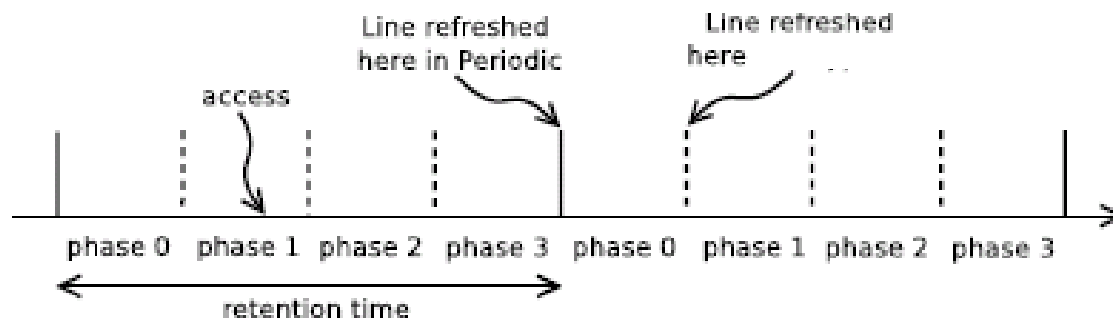 Line refreshed
here in Periodic
Line refreshed
here
access
phase 0 phase 1 phase 2 phase 3 phase 0 phase 1 phase 2 phase 3
retention time